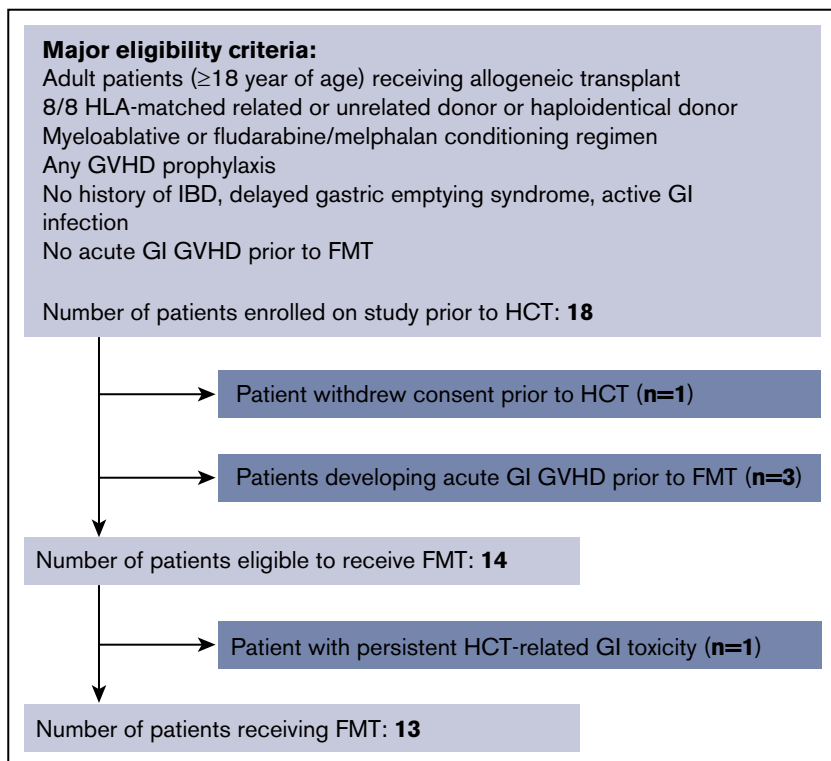 Major eligibility criteria:
Adult patients (≥18 year of age) receiving allogeneic transplant
8/8 HLA-matched related or unrelated donor or haploidentical donor
Myeloablative or fludarabine/melphalan conditioning regimen
Any GVHD prophylaxis
No history of IBD, delayed gastric emptying syndrome, active GI
infection
No acute GI GVHD prior to FMT
Number of patients enrolled on study prior to HCT: 18
Patient withdrew consent prior to HCT (n=1)
Patients developing acute GI GVHD prior to FMT (n=3)
Number of patients eligible to receive FMT: 14
Patient with persistent HCT-related GI toxicity (n=1)
Number of patients receiving FMT: 13